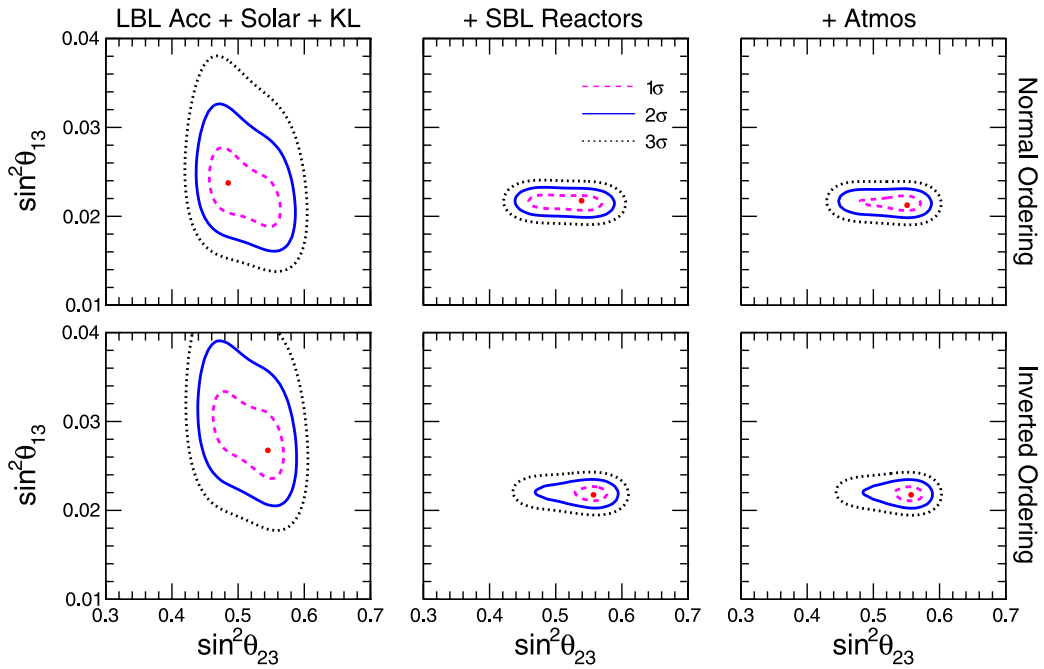 LBL Acc + Solar + KL
+ SBL Reactors
+ Atmos
0.04
0.03
0.02
0.01
sin²θ₁₃
1σ
2σ
3σ
Normal Ordering
0.04
0.03
0.02
0.01
sin²θ₁₃
Inverted Ordering
0.3 0.4 0.5 0.6 0.7
0.3 0.4 0.5 0.6 0.7
0.3 0.4 0.5 0.6 0.7
sin²θ₂₃
sin²θ₂₃
sin²θ₂₃